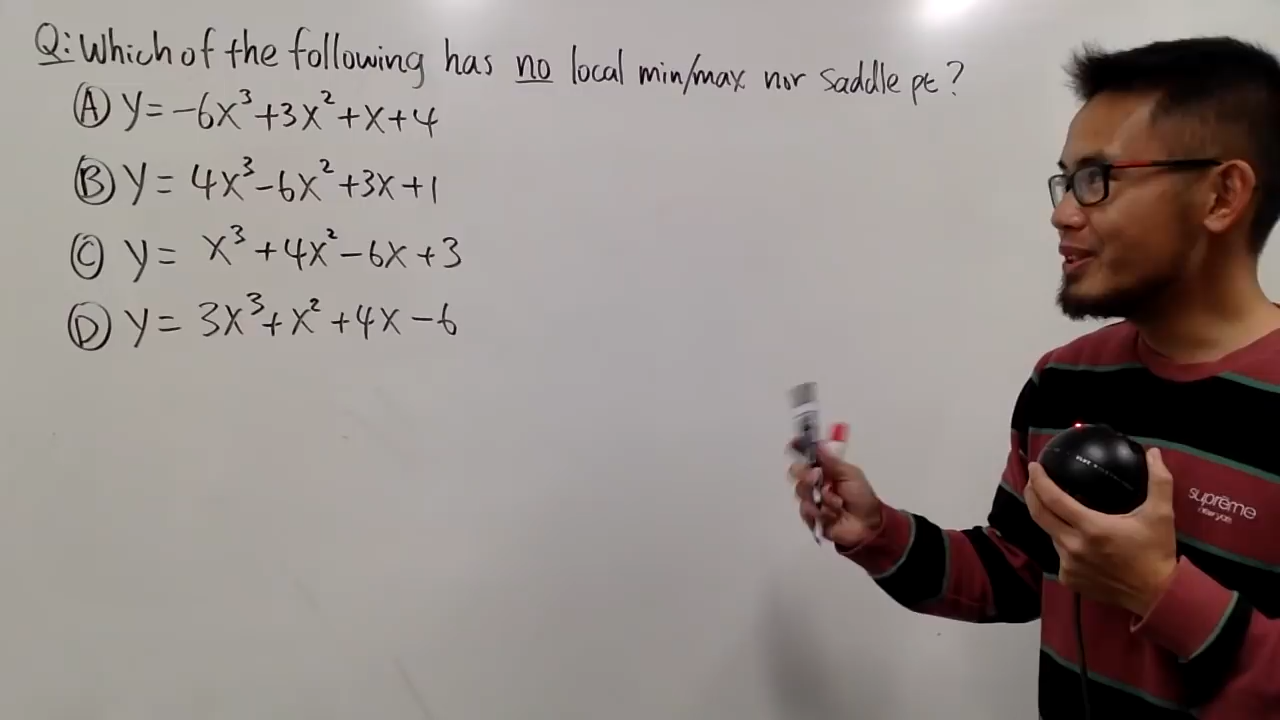 Q: Which of the following has no local min/max nor saddle pt?
Ⓐ y = -6x³+3x²+x+4
Ⓑ y = 4x³-6x²+3x+1
Ⓒ y = x³+4x²-6x+3
Ⓓ y = 3x³+x²+4x-6
supreme